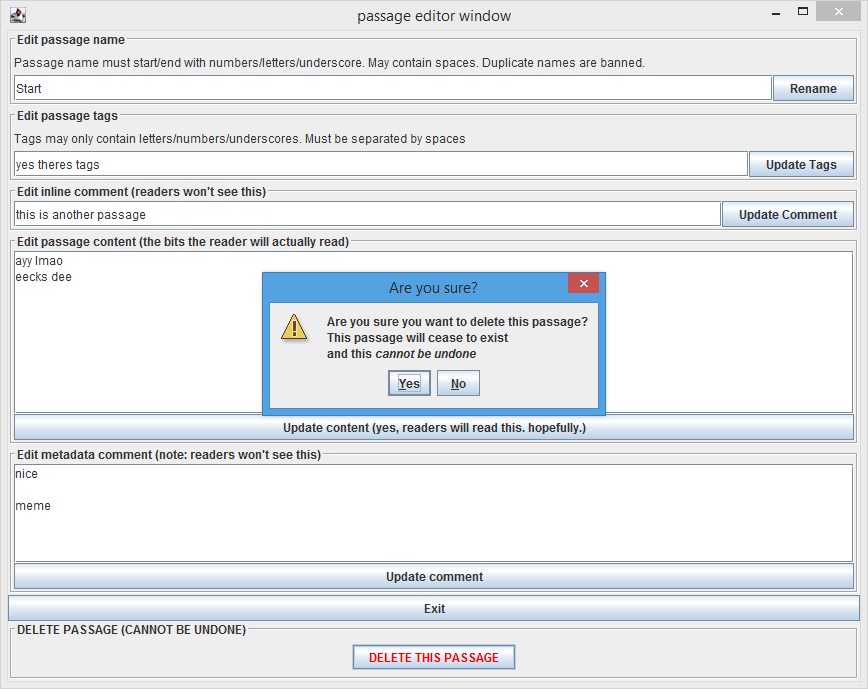 passage editor window
Edit passage name
Passage name must start/end with numbers/letters/underscore. May contain spaces. Duplicate names are banned.
Start
Rename
Edit passage tags
Tags may only contain letters/numbers/underscores. Must be separated by spaces
yes theres tags
Update Tags
Edit inline comment (readers won't see this)
this is another passage
Update Comment
Edit passage content (the bits the reader will actually read)
ayy lmao
eecks dee
Are you sure?
Are you sure you want to delete this passage?
This passage will cease to exist
and this cannot be undone
Yes
No
Update content (yes, readers will read this. hopefully.)
Edit metadata comment (note: readers won't see this)
nice
meme
Update comment
Exit
DELETE PASSAGE (CANNOT BE UNDONE)
DELETE THIS PASSAGE